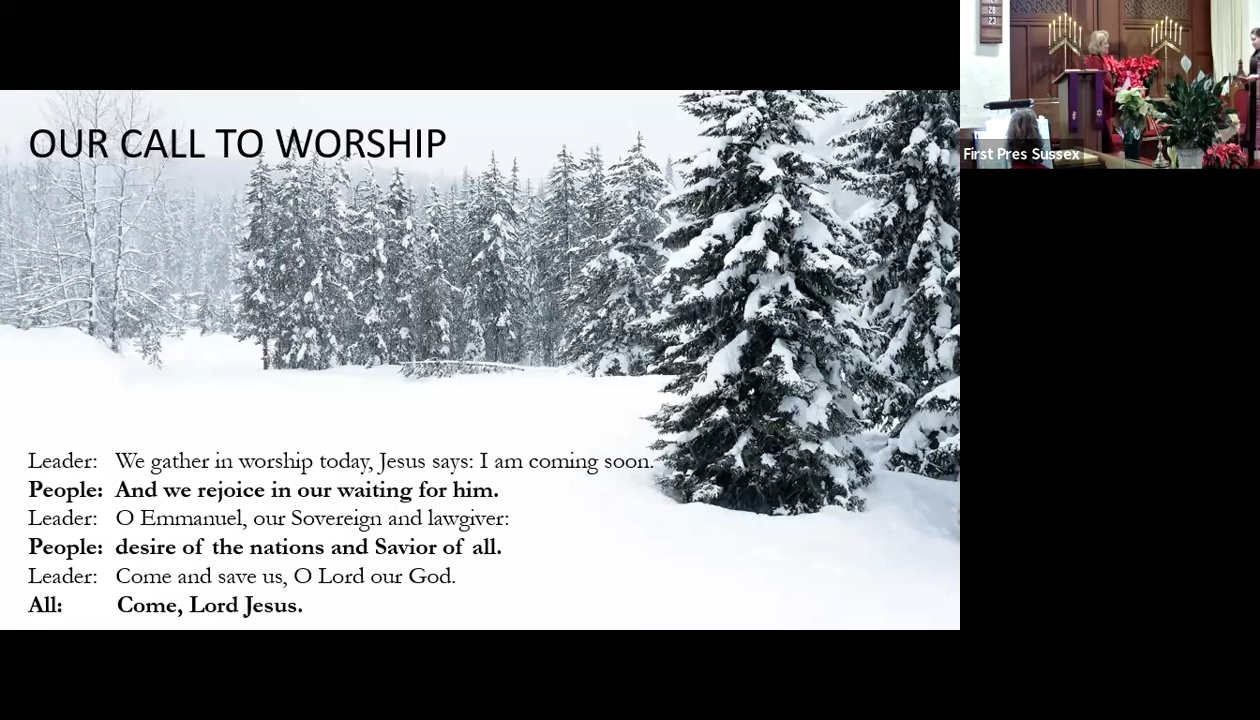 OUR CALL TO WORSHIP
Leader: We gather in worship today, Jesus says: I am coming soon.
People: And we rejoice in our waiting for him.
Leader: O Emmanuel, our Sovereign and lawgiver:
People: desire of the nations and Savior of all.
Leader: Come and save us, O Lord our God.
All: Come, Lord Jesus.
28
23
First Pres Sussex